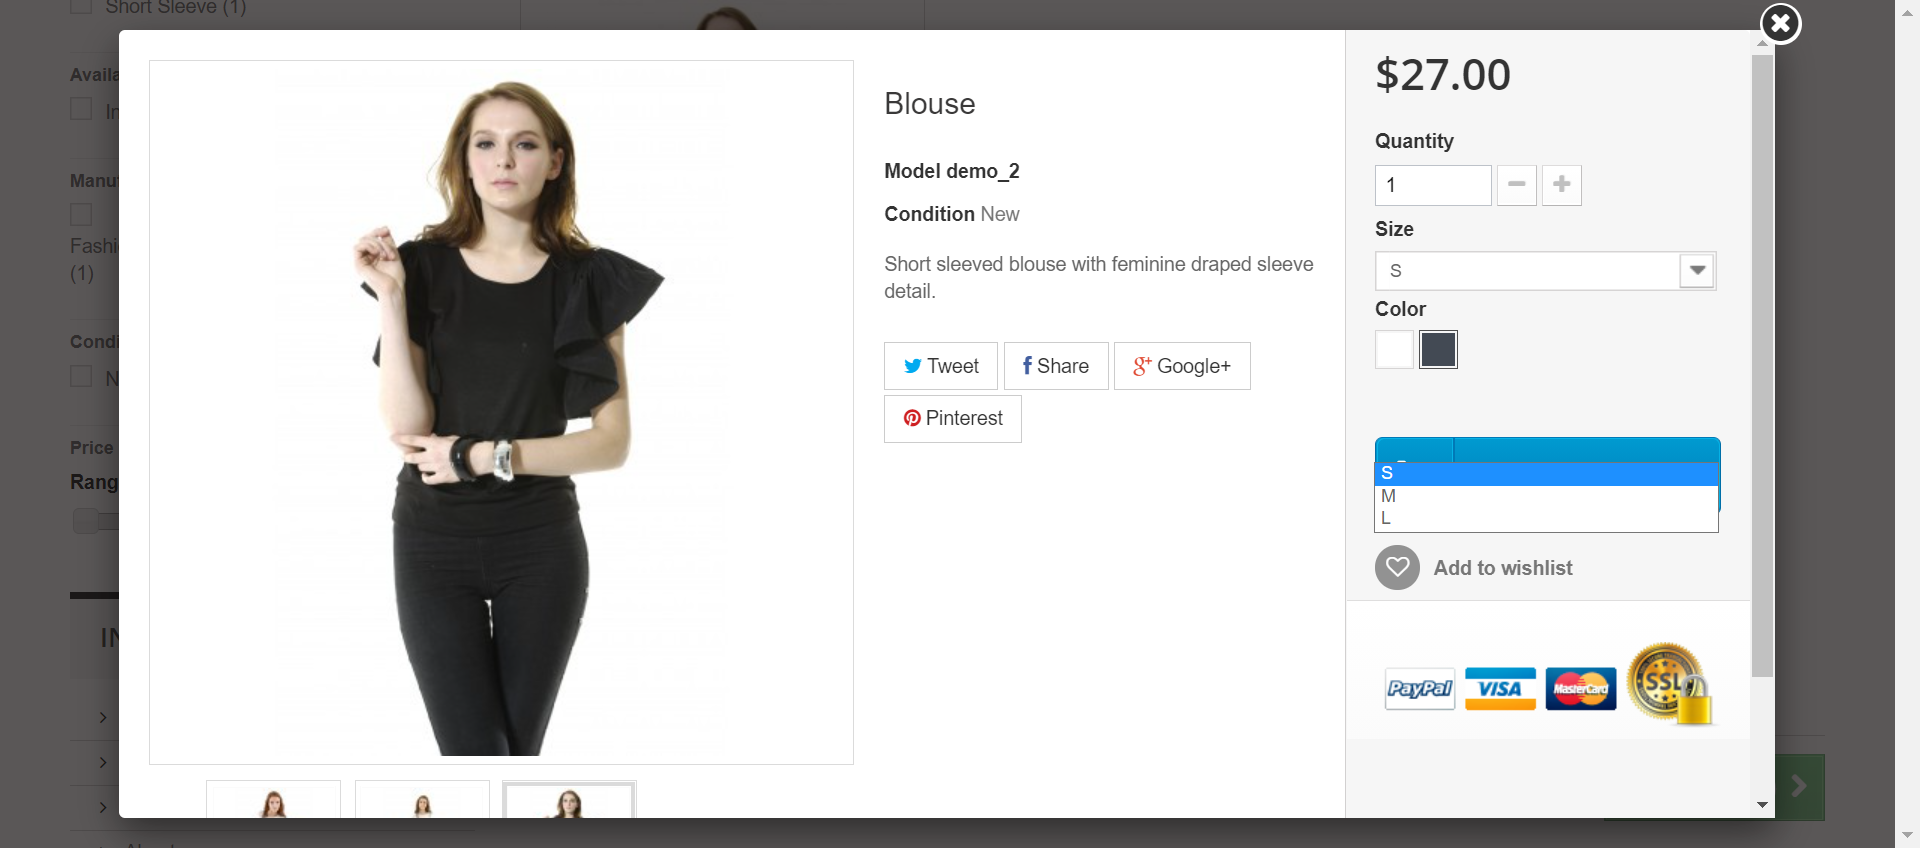 Short Sleeve (1)
Availa
In
Manu
Fashi
(1)
Condi
N
Price
Rang
IN
Blouse
Model demo_2
Condition New
Short sleeved blouse with feminine draped sleeve
detail.
Tweet
Share
Google+
Pinterest
$27.00
Quantity
1
Size
S
Color
S
M
L
Add to wishlist
PayPal
VISA
MasterCard
SSL